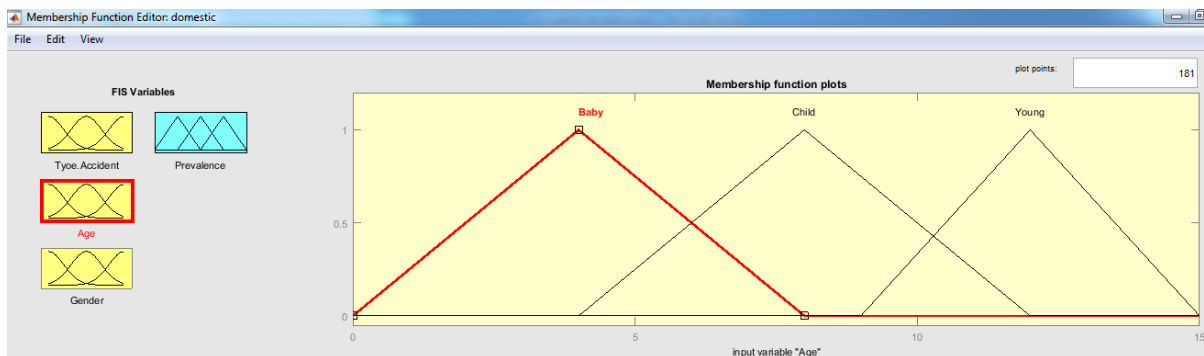 Membership Function Editor: domestic
File Edit View
plot points:
181
FIS Variables
Membership function plots
Tyoe.Accident
Prevalence
Age
Gender
Baby
Child
Young
1
0.5
0
0
5
10
15
input variable "Age"